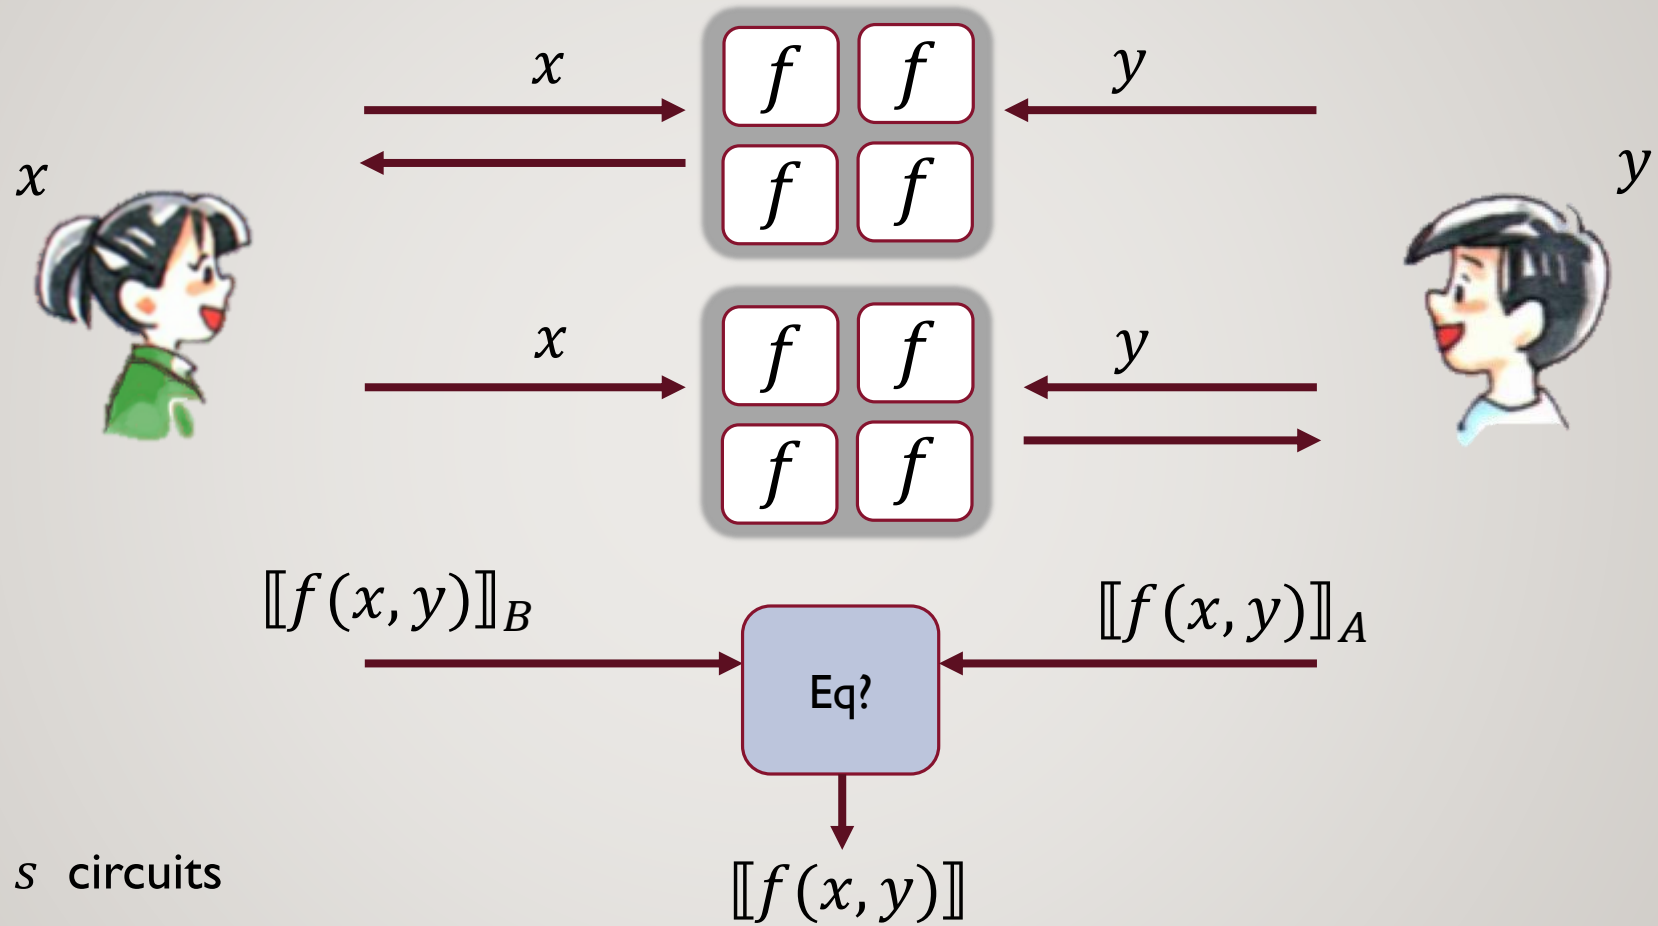 x f f y
x f f y
x f f y
f f
⟦f(x, y)⟧_B ⟦f(x, y)⟧_A
Eq?
s circuits
⟦f(x, y)⟧